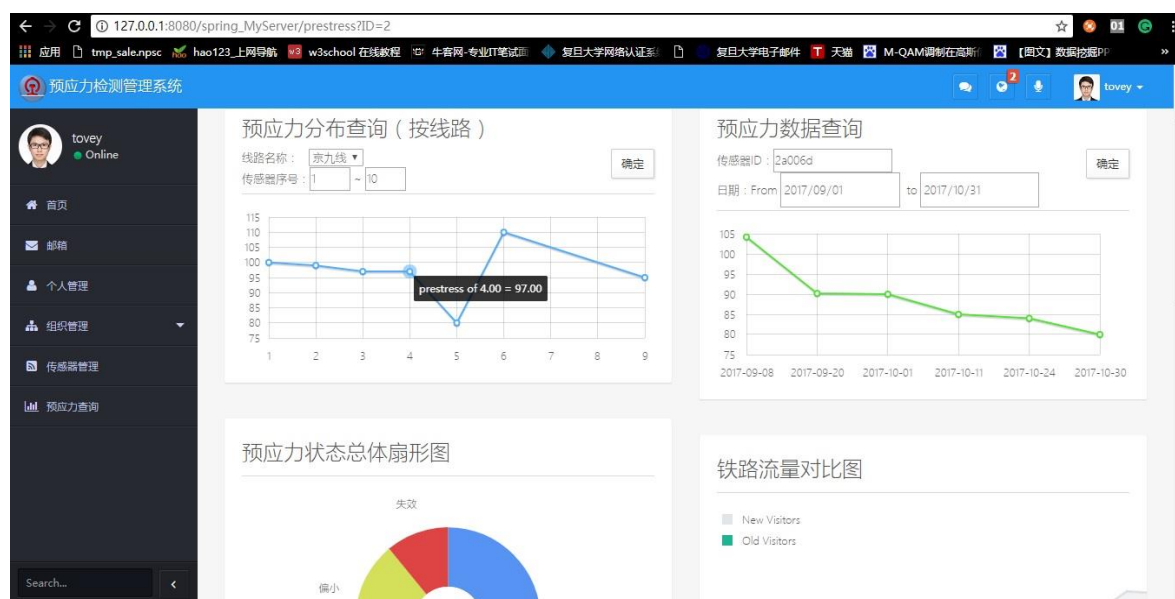 127.0.0.1:8080/spring_MyServer/prestress?ID=2
应用 tmp_sale.npsc hao123_上网导航 w3school 在线教程 牛客网-专业IT笔试面 复旦大学网络认证系 复旦大学电子邮件 天猫 M-QAM调制在高斯 【图文】数据挖掘PP »
预应力检测管理系统
2
tovey
tovey
Online
首页
邮箱
个人管理
组织管理
传感器管理
预应力查询
Search...
预应力分布查询（按线路）
线路名称： 京九线
确定
传感器序号：1 ~ 10
115
110
105
100
95
90
85
80
75
prestress of 4.00 = 97.00
1 2 3 4 5 6 7 8 9
预应力数据查询
传感器ID：2a006d
确定
日期：From 2017/09/01 to 2017/10/31
105
100
95
90
85
80
75
2017-09-08 2017-09-20 2017-10-01 2017-10-11 2017-10-24 2017-10-30
预应力状态总体扇形图
失效
偏小
铁路流量对比图
New Visitors
Old Visitors